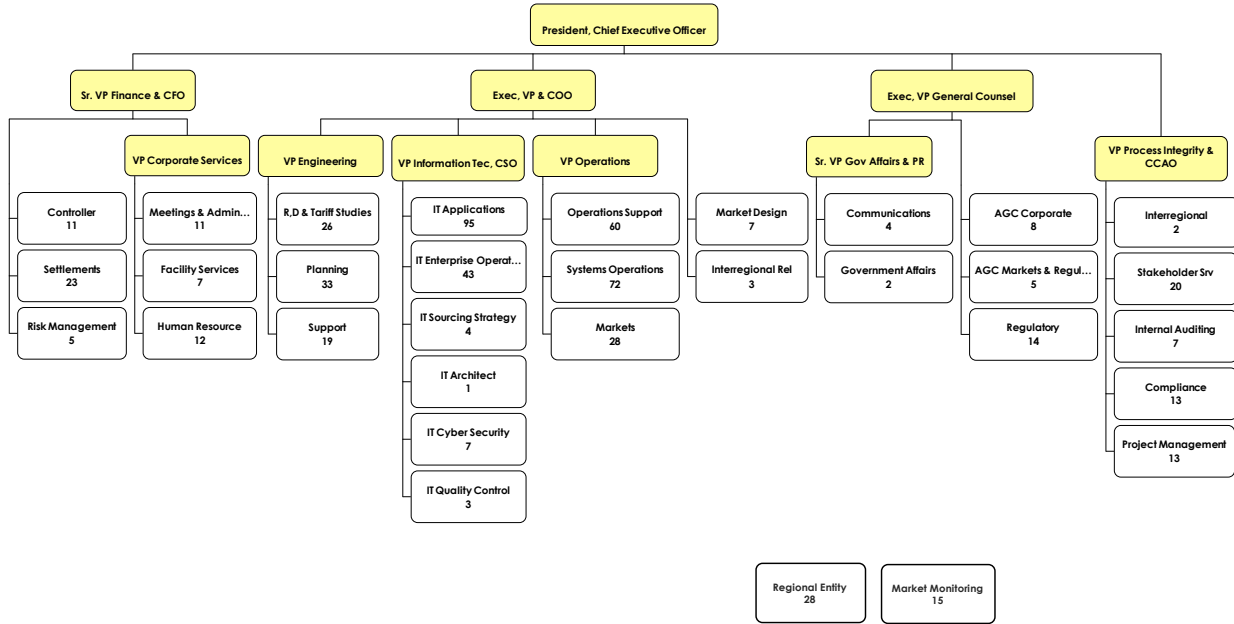 President, Chief Executive Officer
Sr. VP Finance & CFO
Exec, VP & COO
Exec, VP General Counsel
VP Corporate Services
VP Engineering
VP Information Tec, CSO
VP Operations
Sr. VP Gov Affairs & PR
VP Process Integrity &
CCAO
Controller
11
Settlements
23
Risk Management
5
Meetings & Admin...
11
Facility Services
7
Human Resource
12
R,D & Tariff Studies
26
Planning
33
Support
19
IT Applications
95
IT Enterprise Operat...
43
IT Sourcing Strategy
4
IT Architect
1
IT Cyber Security
7
IT Quality Control
3
Operations Support
60
Systems Operations
72
Markets
28
Market Design
7
Interregional Rel
3
Communications
4
Government Affairs
2
AGC Corporate
8
AGC Markets & Regul...
5
Regulatory
14
Interregional
2
Stakeholder Srv
20
Internal Auditing
7
Compliance
13
Project Management
13
Regional Entity
28
Market Monitoring
15